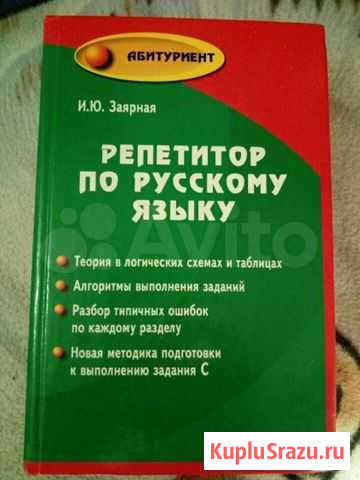 АБИТУРИЕНТ
И.Ю. Заярная
РЕПЕТИТОР
ПО РУССКОМУ
ЯЗЫКУ
Теория в логических схемах и таблицах
Алгоритмы выполнения заданий
Разбор типичных ошибок
по каждому разделу
Новая методика подготовки
к выполнению задания С
Avito
KupluSrazu.ru